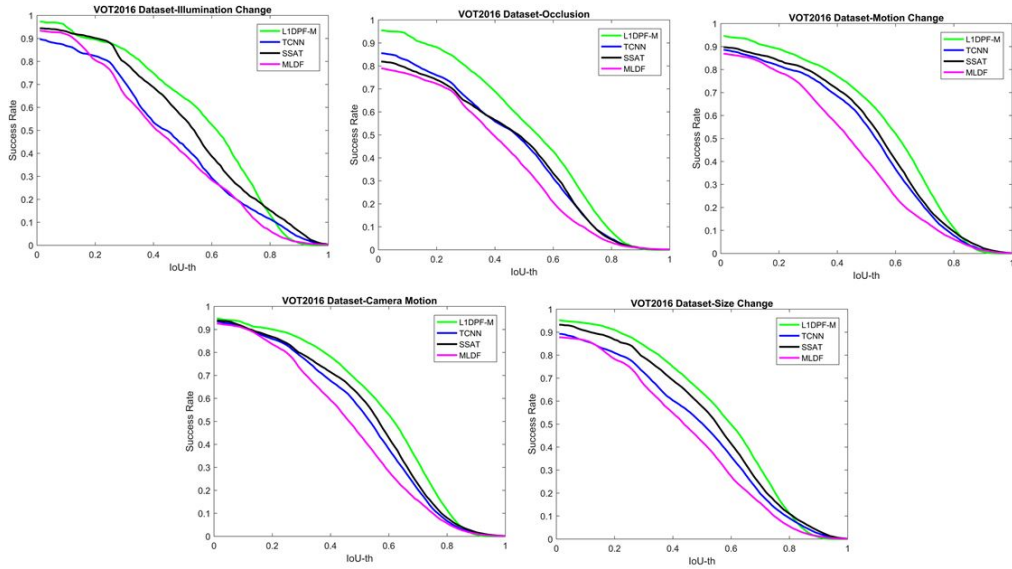 VOT2016 Dataset-Illumination Change
1
0.9
0.8
0.7
0.6
0.5
0.4
0.3
0.2
0.1
0
Success Rate
0 0.2 0.4 0.6 0.8 1
IoU-th
L1DPF-M
TCNN
SSAT
MLDF
VOT2016 Dataset-Occlusion
1
0.9
0.8
0.7
0.6
0.5
0.4
0.3
0.2
0.1
0
Success Rate
0 0.2 0.4 0.6 0.8 1
IoU-th
L1DPF-M
TCNN
SSAT
MLDF
VOT2016 Dataset-Motion Change
1
0.9
0.8
0.7
0.6
0.5
0.4
0.3
0.2
0.1
0
Success Rate
0 0.2 0.4 0.6 0.8 1
IoU-th
L1DPF-M
TCNN
SSAT
MLDF
VOT2016 Dataset-Camera Motion
1
0.9
0.8
0.7
0.6
0.5
0.4
0.3
0.2
0.1
0
Success Rate
0 0.2 0.4 0.6 0.8 1
IoU-th
L1DPF-M
TCNN
SSAT
MLDF
VOT2016 Dataset-Size Change
1
0.9
0.8
0.7
0.6
0.5
0.4
0.3
0.2
0.1
0
Success Rate
0 0.2 0.4 0.6 0.8 1
IoU-th
L1DPF-M
TCNN
SSAT
MLDF